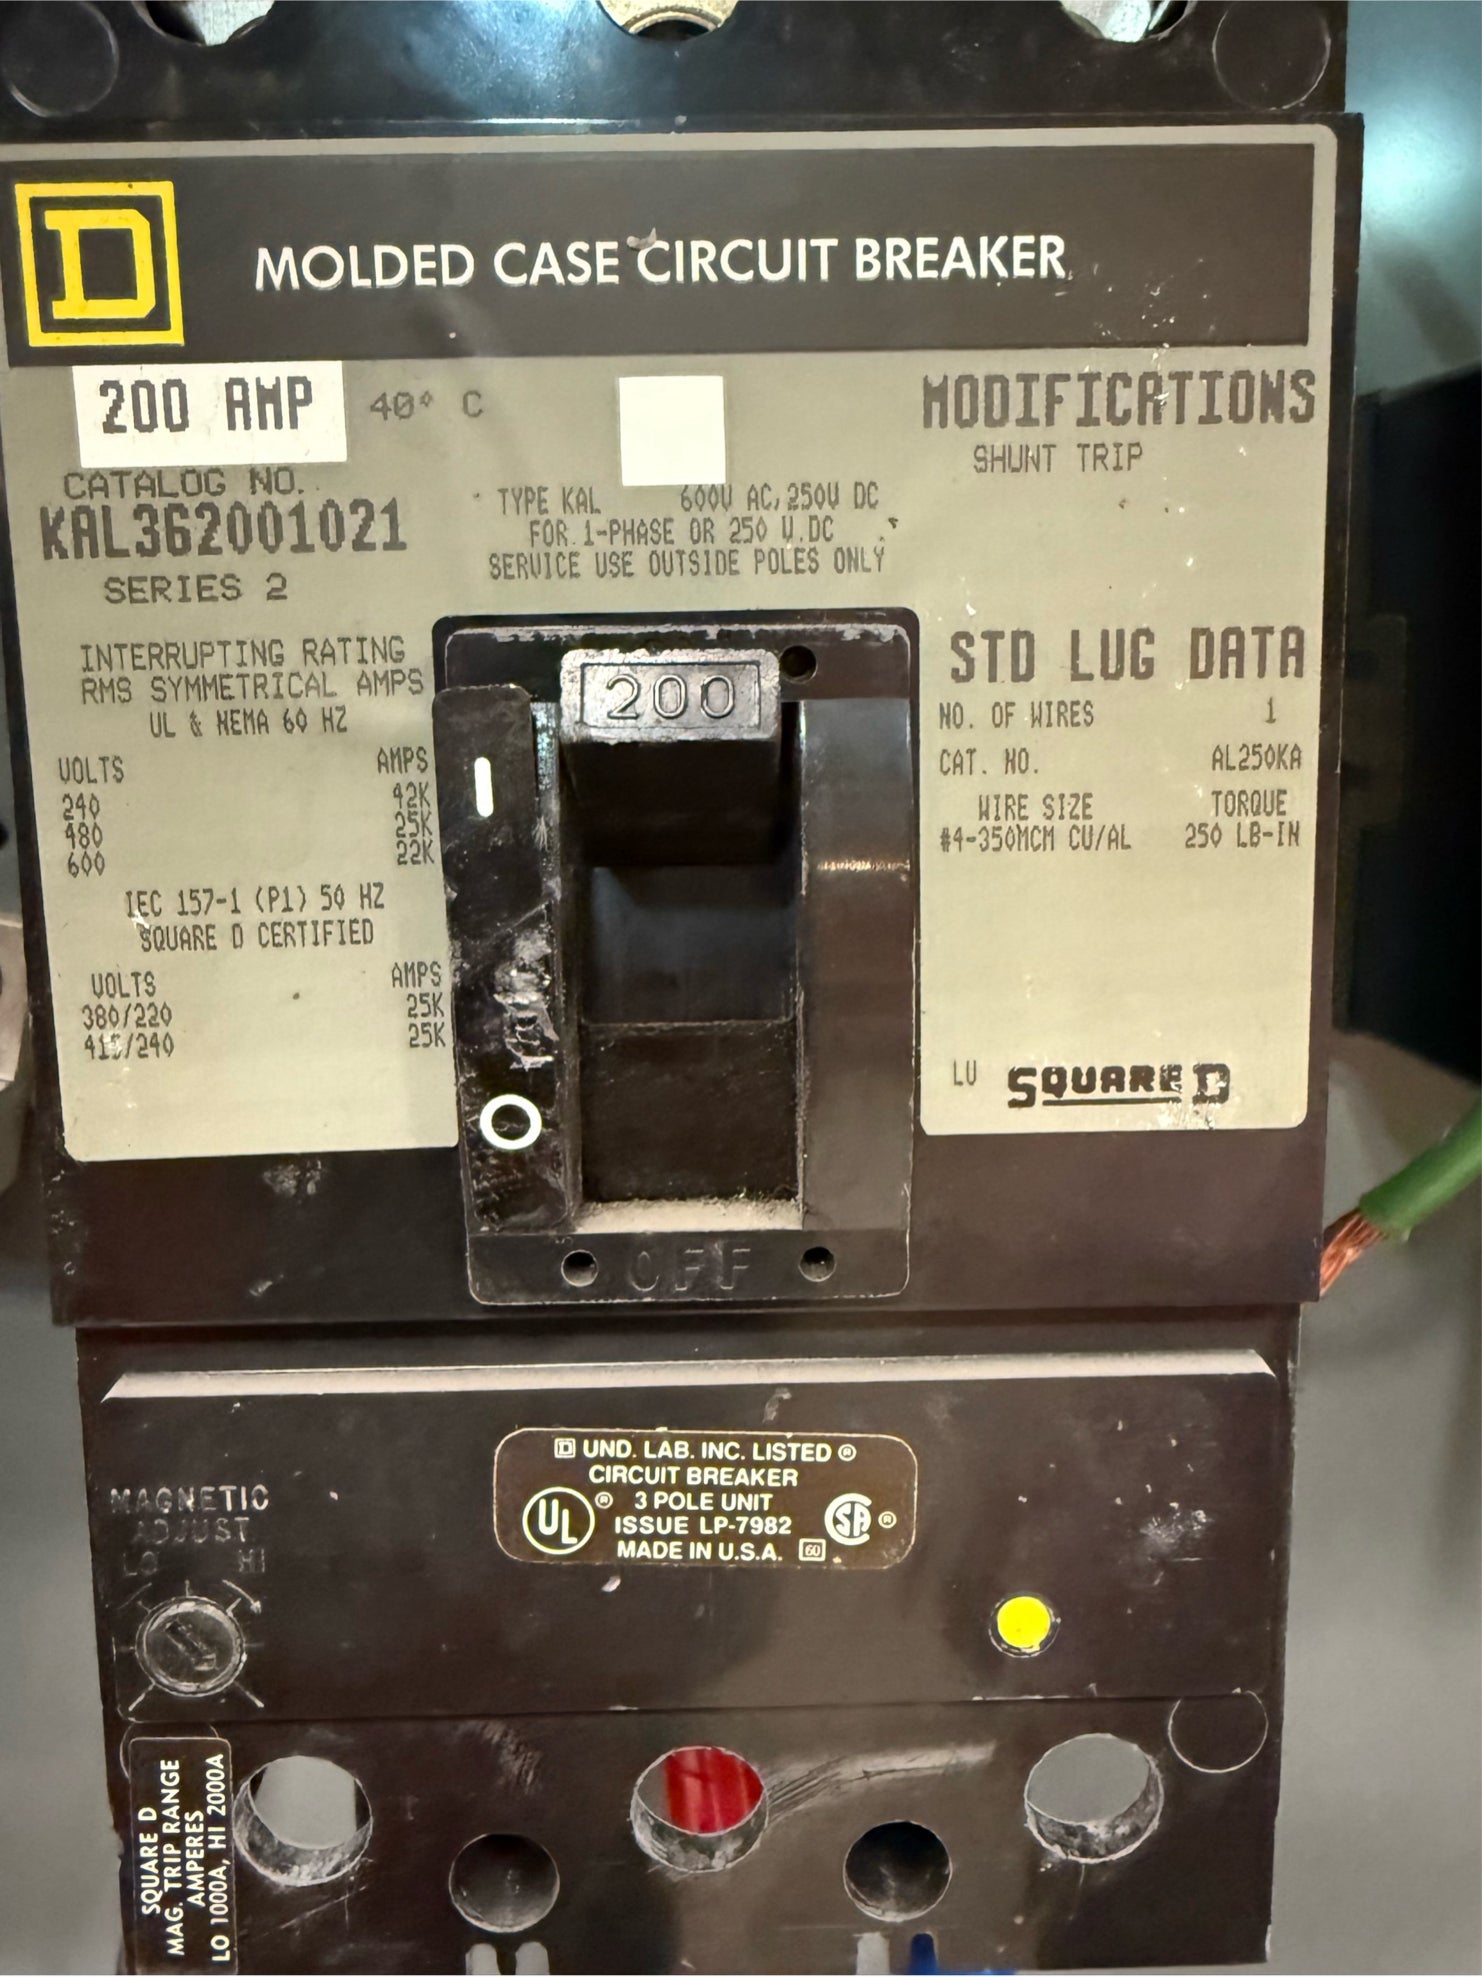 D
MOLDED CASE CIRCUIT BREAKER
200 AMP 40° C
MODIFICATIONS
SHUNT TRIP
CATALOG NO.
KAL362001021
SERIES 2
TYPE KAL 600V AC, 250V DC
FOR 1-PHASE OR 250 V.DC
SERVICE USE OUTSIDE POLES ONLY
INTERRUPTING RATING
RMS SYMMETRICAL AMPS
UL & NEMA 60 HZ
VOLTS AMPS
240 42K
480 25K
600 22K
IEC 157-1 (P1) 50 HZ
SQUARE D CERTIFIED
VOLTS AMPS
380/220 25K
415/240 25K
200
I
O
OFF
STD LUG DATA
NO. OF WIRES 1
CAT. NO. AL250KA
WIRE SIZE TORQUE
#4-350MCM CU/AL 250 LB-IN
LU SQUARE D
D UND. LAB. INC. LISTED ®
CIRCUIT BREAKER
UL ® 3 POLE UNIT SA ®
ISSUE LP-7982
MADE IN U.S.A. 60
MAGNETIC
ADJUST
LO HI
SQUARE D
MAG. TRIP RANGE
AMPERES
LO 1000A, HI 2000A